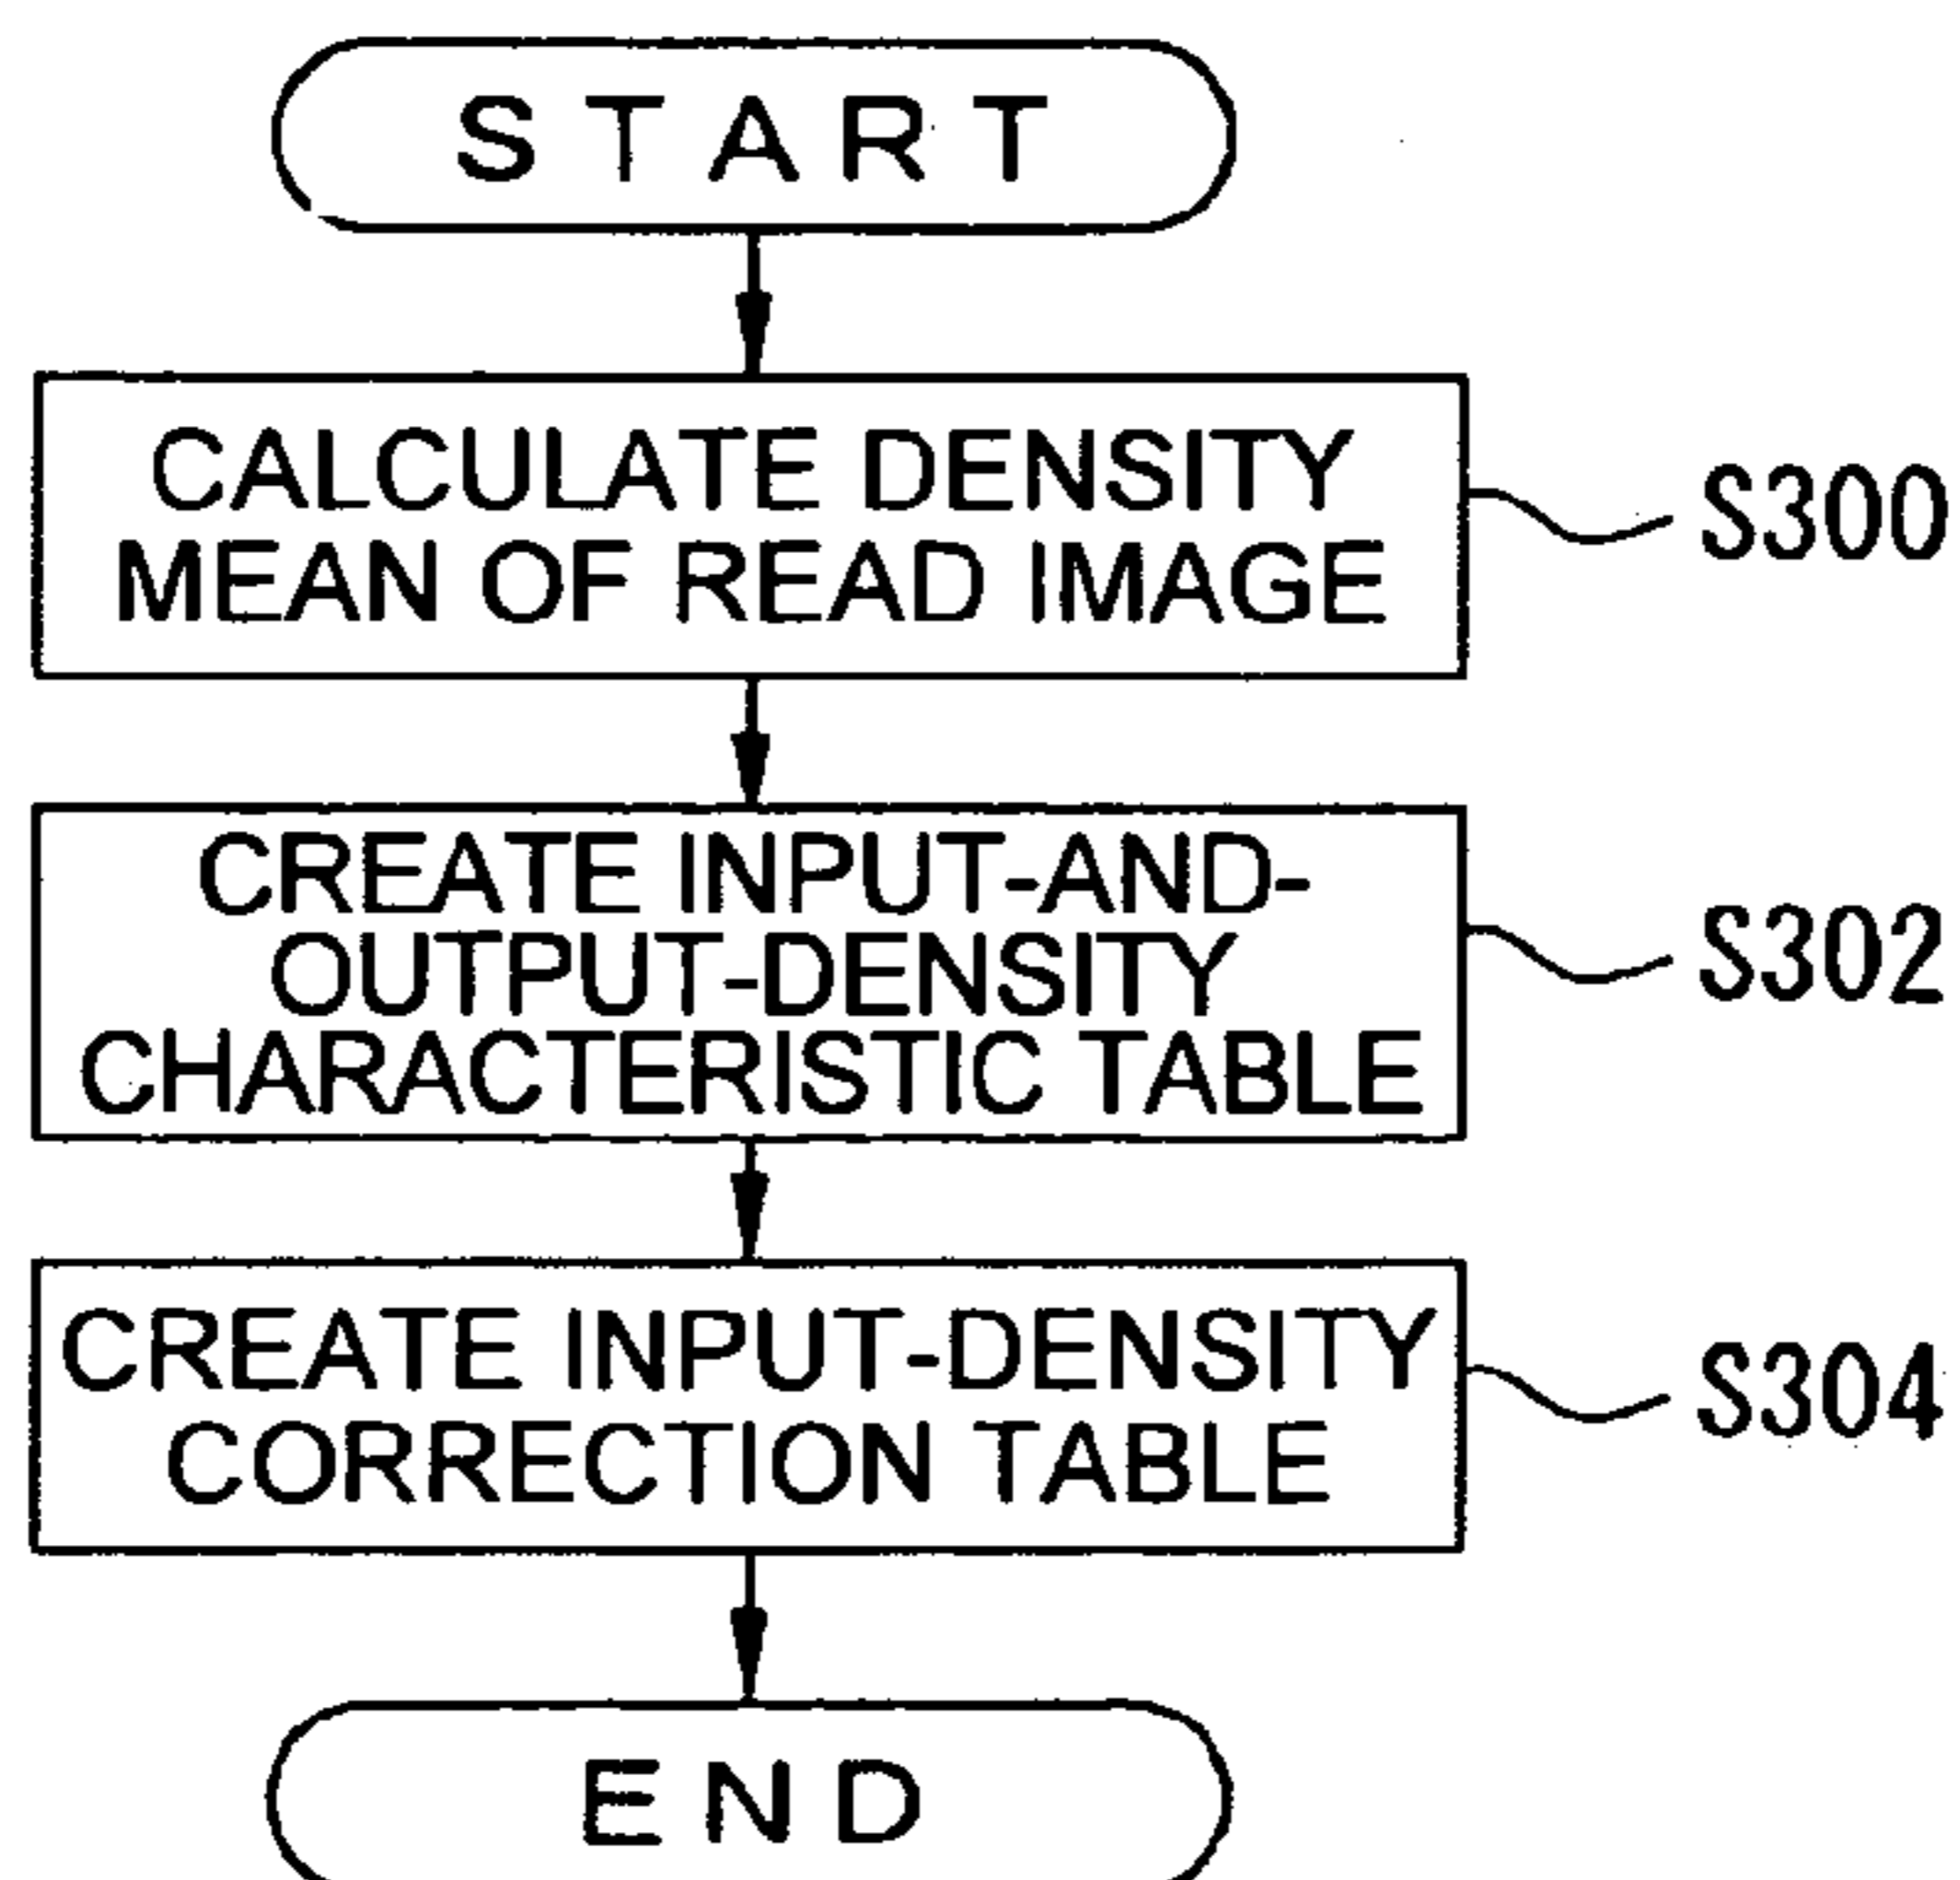 START
CALCULATE DENSITY
MEAN OF READ IMAGE
S300
CREATE INPUT-AND-
OUTPUT-DENSITY
CHARACTERISTIC TABLE
S302
CREATE INPUT-DENSITY
CORRECTION TABLE
S304
END